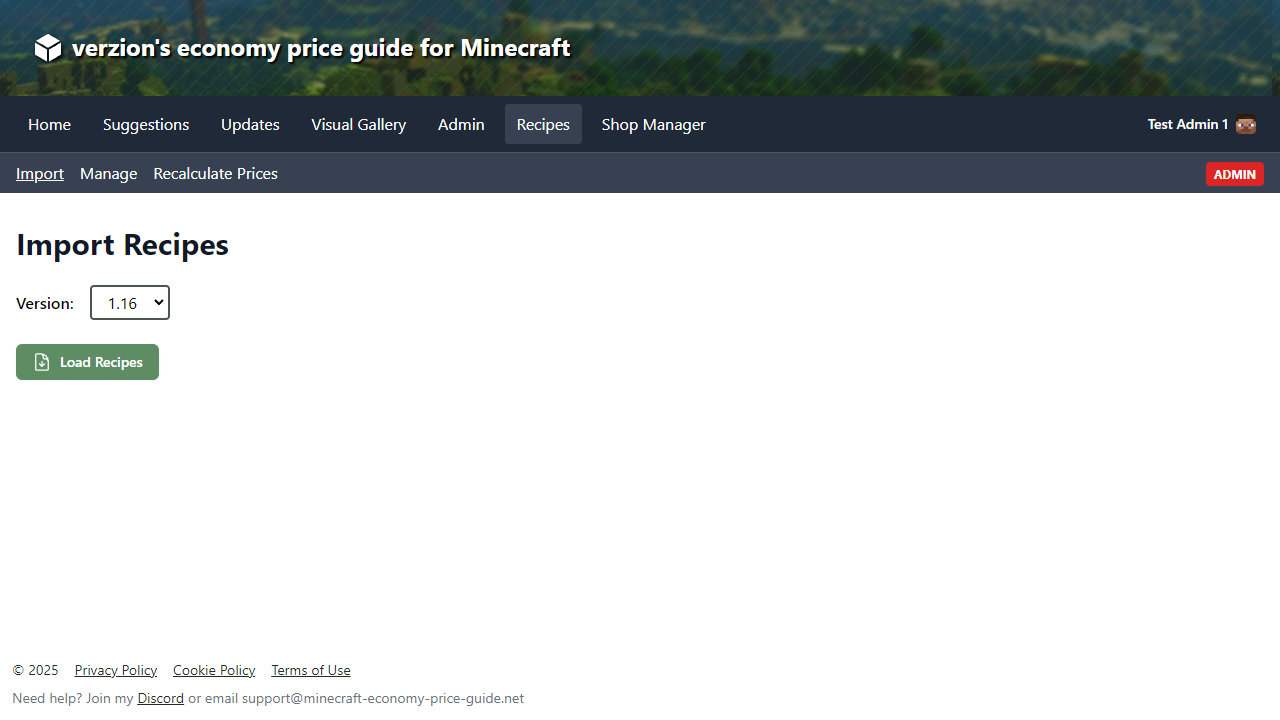 verzion's economy price guide for Minecraft
Home Suggestions Updates Visual Gallery Admin Recipes Shop Manager Test Admin 1
Import Manage Recalculate Prices ADMIN
Import Recipes
Version: 1.16
Load Recipes
© 2025 Privacy Policy Cookie Policy Terms of Use
Need help? Join my Discord or email support@minecraft-economy-price-guide.net